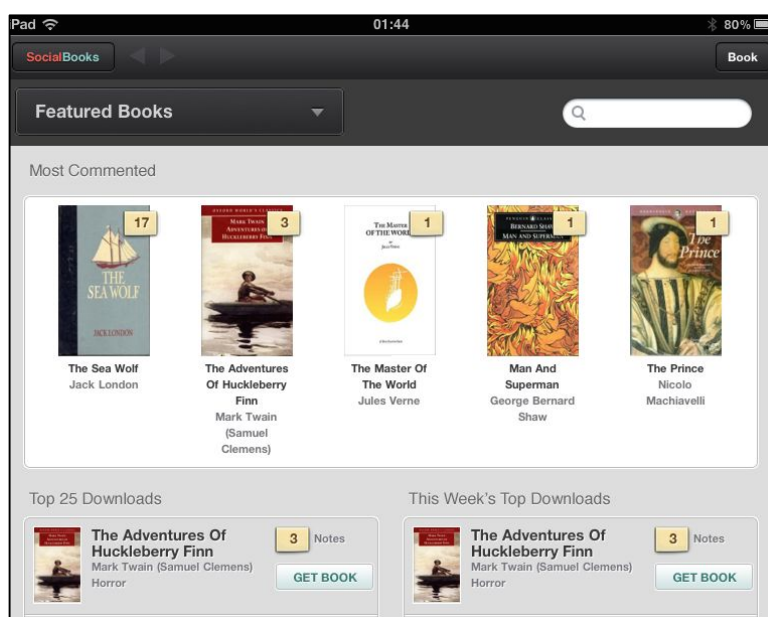 Pad 01:44 80%
SocialBooks Book
Featured Books
Most Commented
17
3
1
1
1
THE
SEA WOLF
JACK LONDON
MARK TWAIN
ADVENTURES OF
HUCKLEBERRY FINN
THE MASTER
OF THE WORLD
BERNARD SHAW
MAN AND SUPERMAN
The
Prince
The Sea Wolf
Jack London
The Adventures
Of Huckleberry
Finn
Mark Twain
(Samuel
Clemens)
The Master Of
The World
Jules Verne
Man And
Superman
George Bernard
Shaw
The Prince
Nicolo
Machiavelli
Top 25 Downloads
The Adventures Of
Huckleberry Finn
Mark Twain (Samuel Clemens)
Horror
3 Notes
GET BOOK
This Week's Top Downloads
The Adventures Of
Huckleberry Finn
Mark Twain (Samuel Clemens)
Horror
3 Notes
GET BOOK